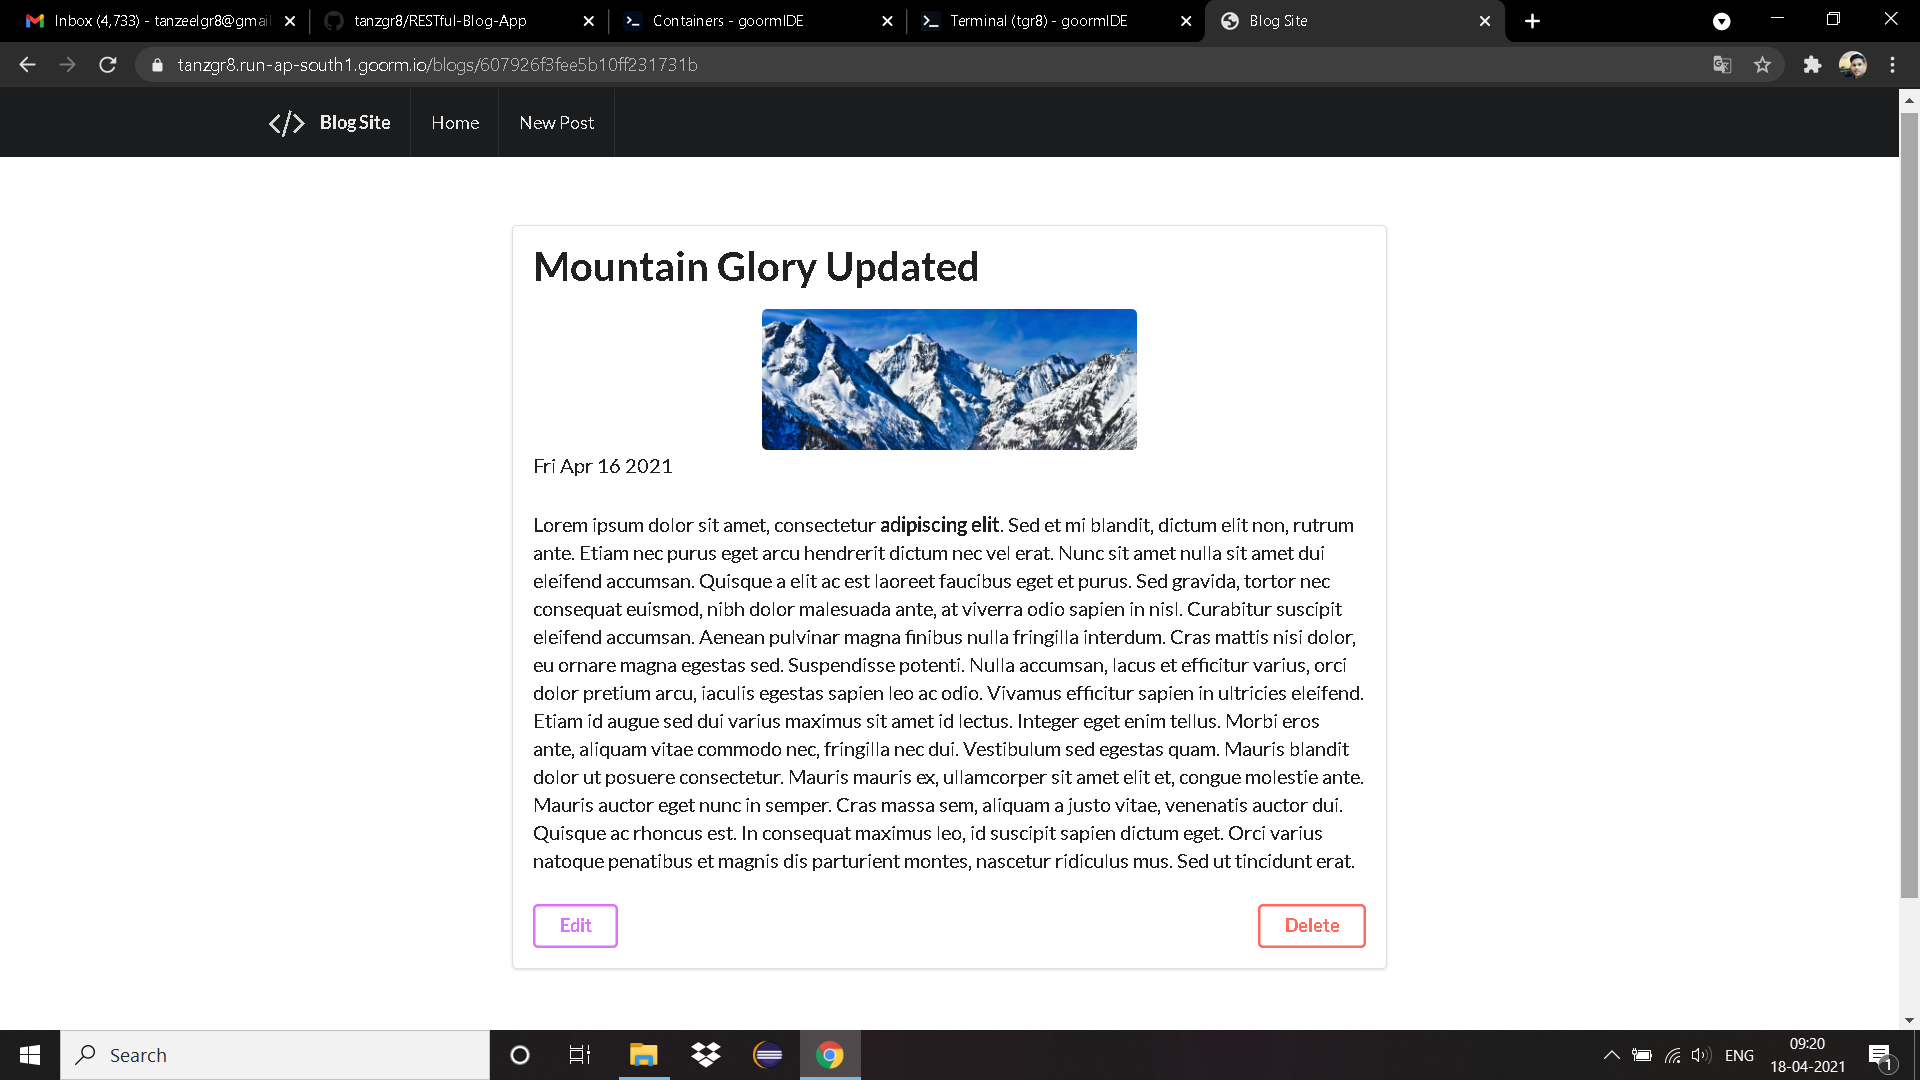 Inbox (4,733) - tanzeelgr8@gmai
tanzgr8/RESTful-Blog-App
Containers - goormIDE
Terminal (tgr8) - goormIDE
Blog Site
tanzgr8.run-ap-south1.goorm.io/blogs/607926f3fee5b10ff231731b
</> Blog Site
Home
New Post
Mountain Glory Updated
Fri Apr 16 2021
Lorem ipsum dolor sit amet, consectetur adipiscing elit. Sed et mi blandit, dictum elit non, rutrum
ante. Etiam nec purus eget arcu hendrerit dictum nec vel erat. Nunc sit amet nulla sit amet dui
eleifend accumsan. Quisque a elit ac est laoreet faucibus eget et purus. Sed gravida, tortor nec
consequat euismod, nibh dolor malesuada ante, at viverra odio sapien in nisl. Curabitur suscipit
eleifend accumsan. Aenean pulvinar magna finibus nulla fringilla interdum. Cras mattis nisi dolor,
eu ornare magna egestas sed. Suspendisse potenti. Nulla accumsan, lacus et efficitur varius, orci
dolor pretium arcu, iaculis egestas sapien leo ac odio. Vivamus efficitur sapien in ultricies eleifend.
Etiam id augue sed dui varius maximus sit amet id lectus. Integer eget enim tellus. Morbi eros
ante, aliquam vitae commodo nec, fringilla nec dui. Vestibulum sed egestas quam. Mauris blandit
dolor ut posuere consectetur. Mauris mauris ex, ullamcorper sit amet elit et, congue molestie ante.
Mauris auctor eget nunc in semper. Cras massa sem, aliquam a justo vitae, venenatis auctor dui.
Quisque ac rhoncus est. In consequat maximus leo, id suscipit sapien dictum eget. Orci varius
natoque penatibus et magnis dis parturient montes, nascetur ridiculus mus. Sed ut tincidunt erat.
Edit
Delete
Search
ENG
09:20
18-04-2021
1